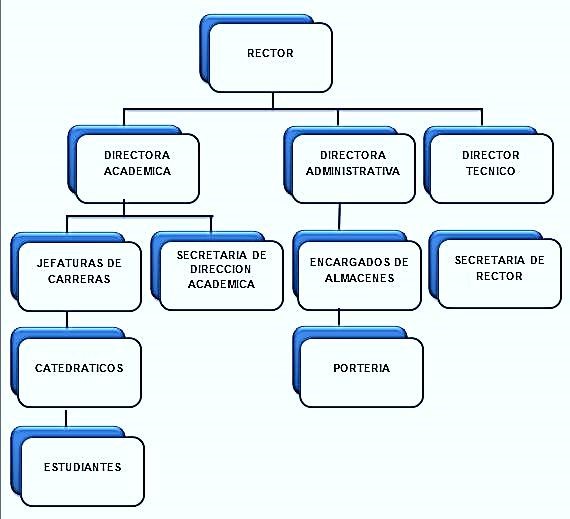 RECTOR
DIRECTORA
ACADEMICA
DIRECTORA
ADMINISTRATIVA
DIRECTOR
TECNICO
JEFATURAS DE
CARRERAS
SECRETARIA DE
DIRECCION
ACADEMICA
ENCARGADOS DE
ALMACENES
SECRETARIA DE
RECTOR
CATEDRATICOS
PORTERIA
ESTUDIANTES